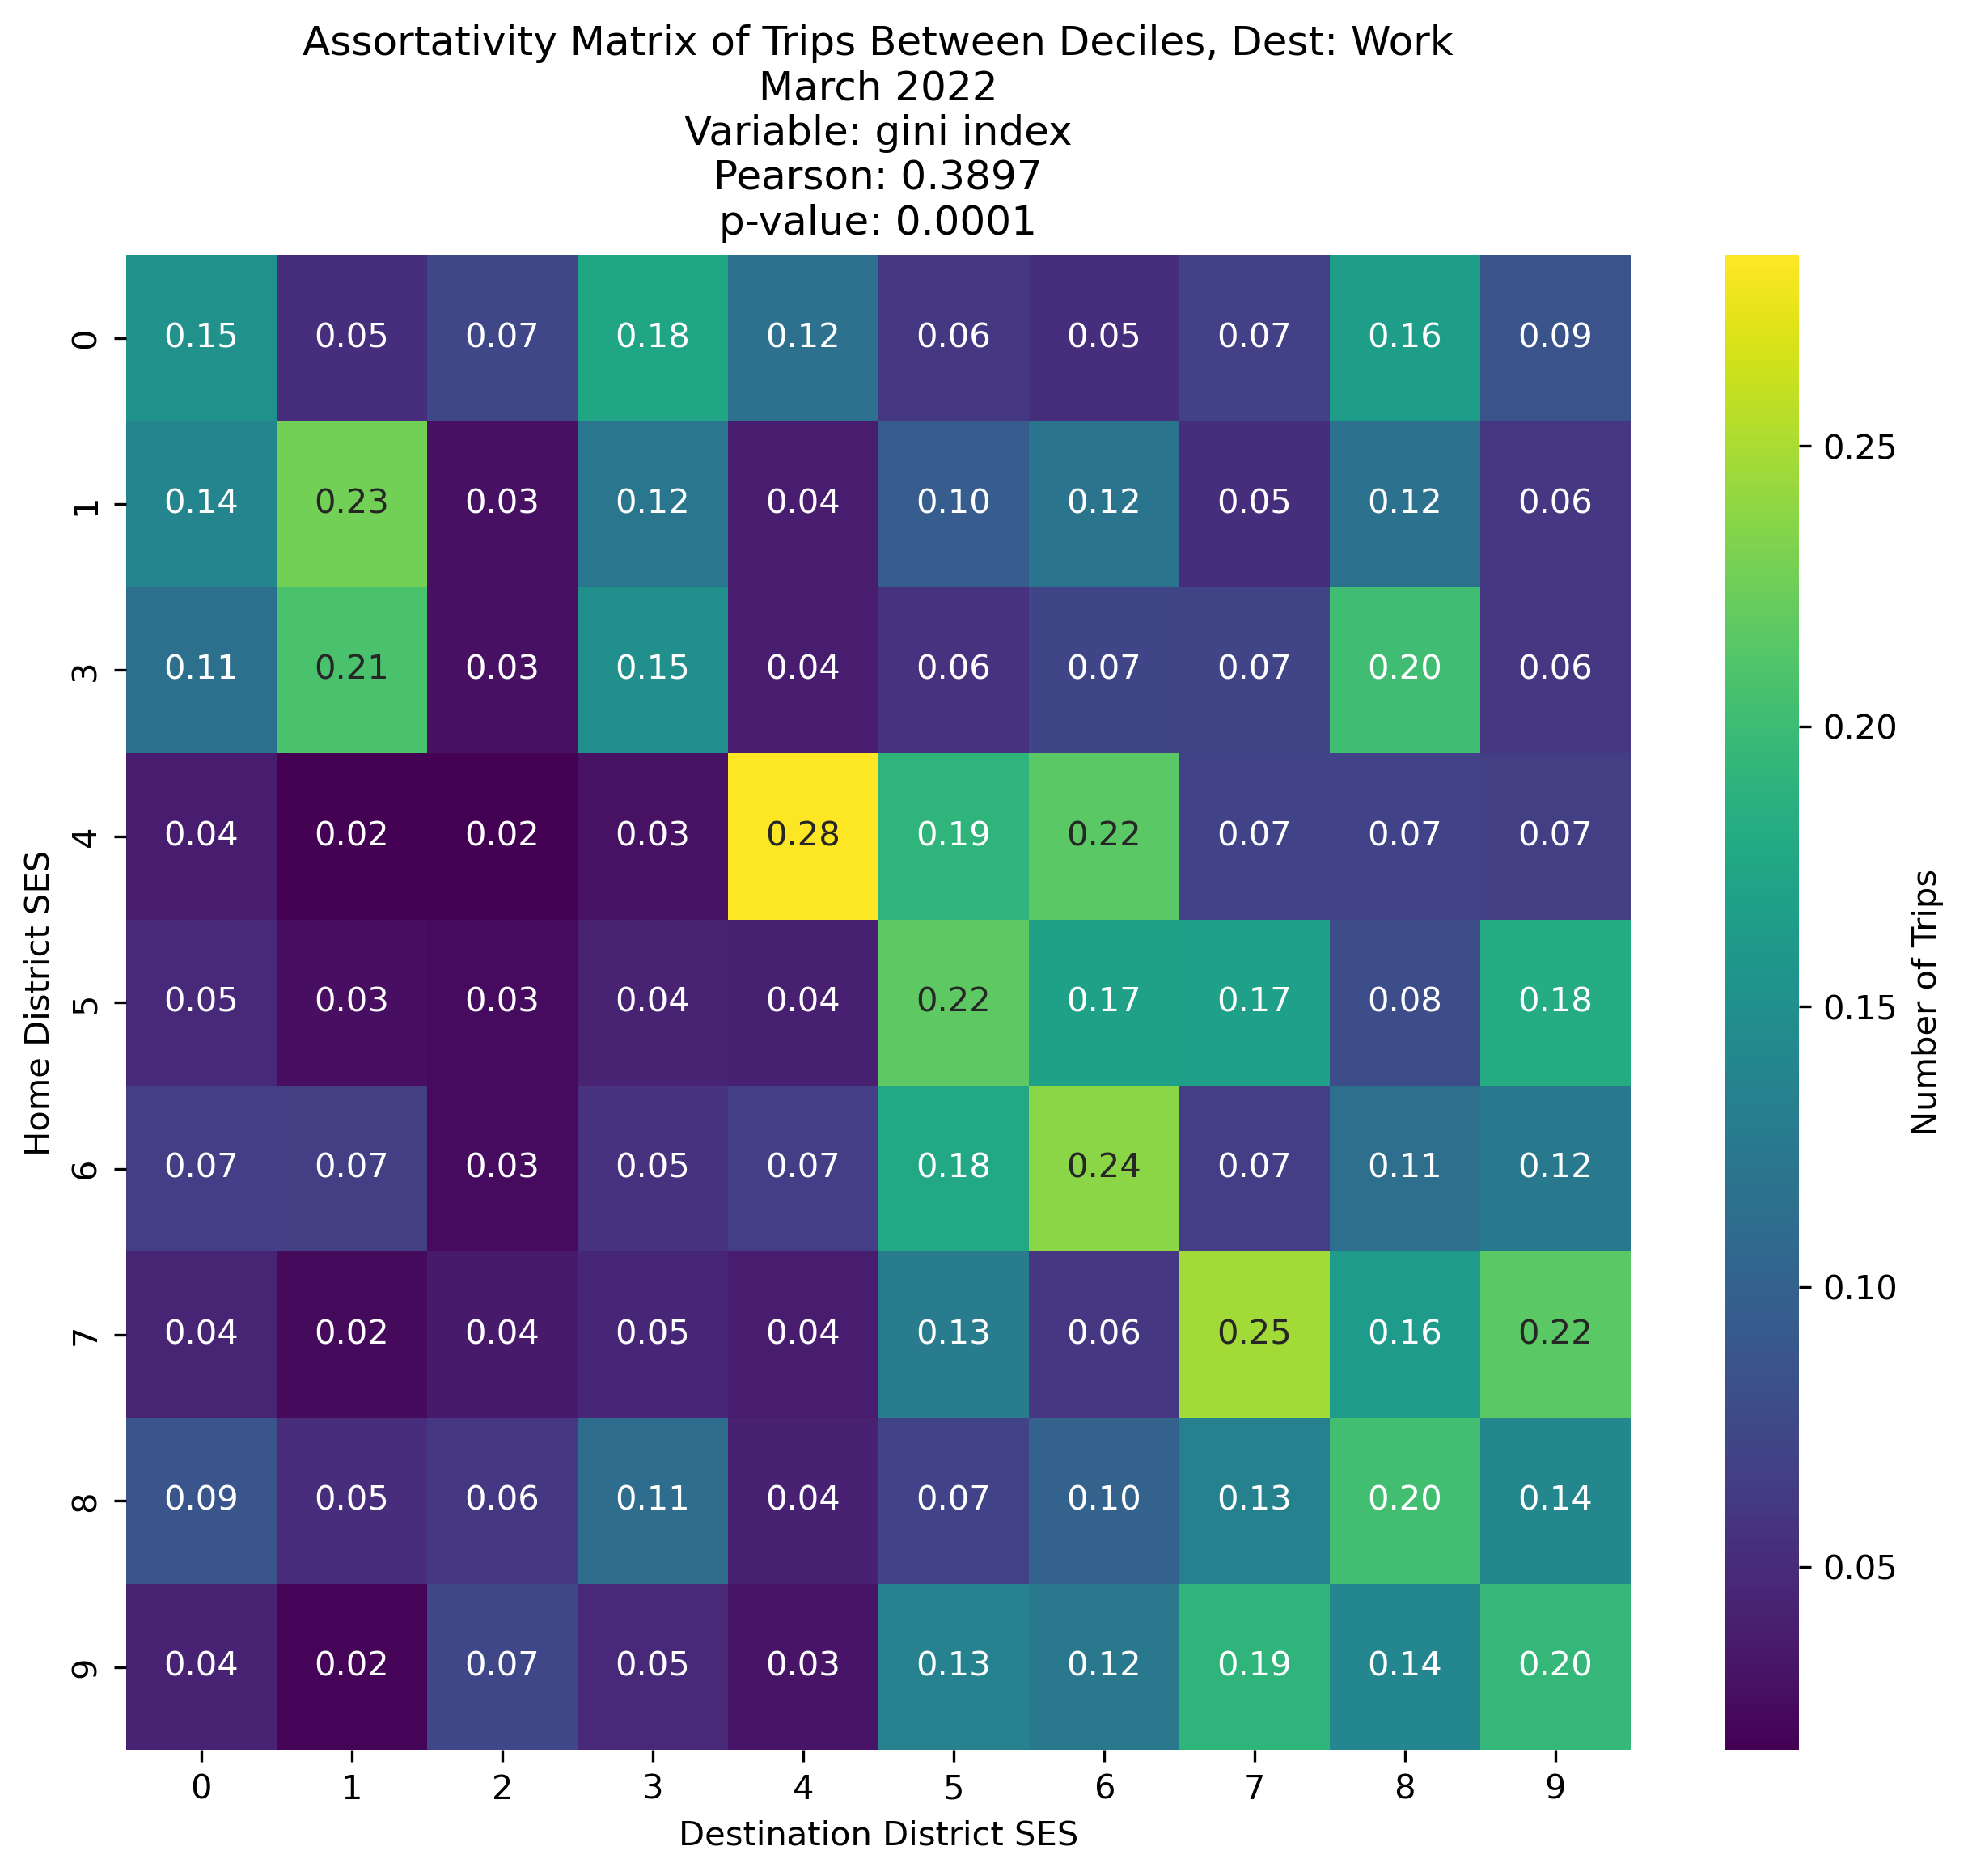 Assortativity Matrix of Trips Between Deciles, Dest: Work
March 2022
Variable: gini index
Pearson: 0.3897
p-value: 0.0001
Home District SES
0 0.15 0.05 0.07 0.18 0.12 0.06 0.05 0.07 0.16 0.09
1 0.14 0.23 0.03 0.12 0.04 0.10 0.12 0.05 0.12 0.06
3 0.11 0.21 0.03 0.15 0.04 0.06 0.07 0.07 0.20 0.06
4 0.04 0.02 0.02 0.03 0.28 0.19 0.22 0.07 0.07 0.07
5 0.05 0.03 0.03 0.04 0.04 0.22 0.17 0.17 0.08 0.18
6 0.07 0.07 0.03 0.05 0.07 0.18 0.24 0.07 0.11 0.12
7 0.04 0.02 0.04 0.05 0.04 0.13 0.06 0.25 0.16 0.22
8 0.09 0.05 0.06 0.11 0.04 0.07 0.10 0.13 0.20 0.14
9 0.04 0.02 0.07 0.05 0.03 0.13 0.12 0.19 0.14 0.20
0 1 2 3 4 5 6 7 8 9
Destination District SES
0.25
0.20
0.15
0.10
0.05
Number of Trips